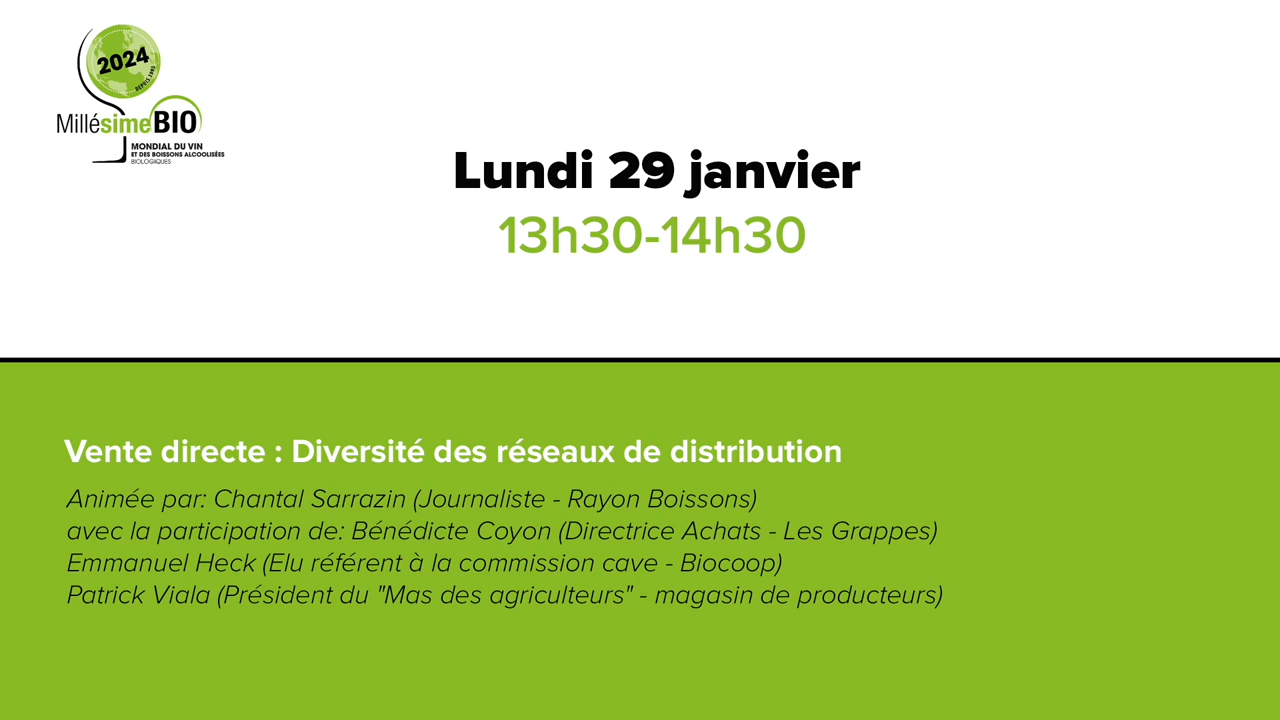 2024
DEPUIS 1993
MillésimeBIO
MONDIAL DU VIN
ET DES BOISSONS ALCOOLISÉES
BIOLOGIQUES
Lundi 29 janvier
13h30-14h30
Vente directe : Diversité des réseaux de distribution
Animée par: Chantal Sarrazin (Journaliste - Rayon Boissons)
avec la participation de: Bénédicte Coyon (Directrice Achats - Les Grappes)
Emmanuel Heck (Elu référent à la commission cave - Biocoop)
Patrick Viala (Président du "Mas des agriculteurs" - magasin de producteurs)